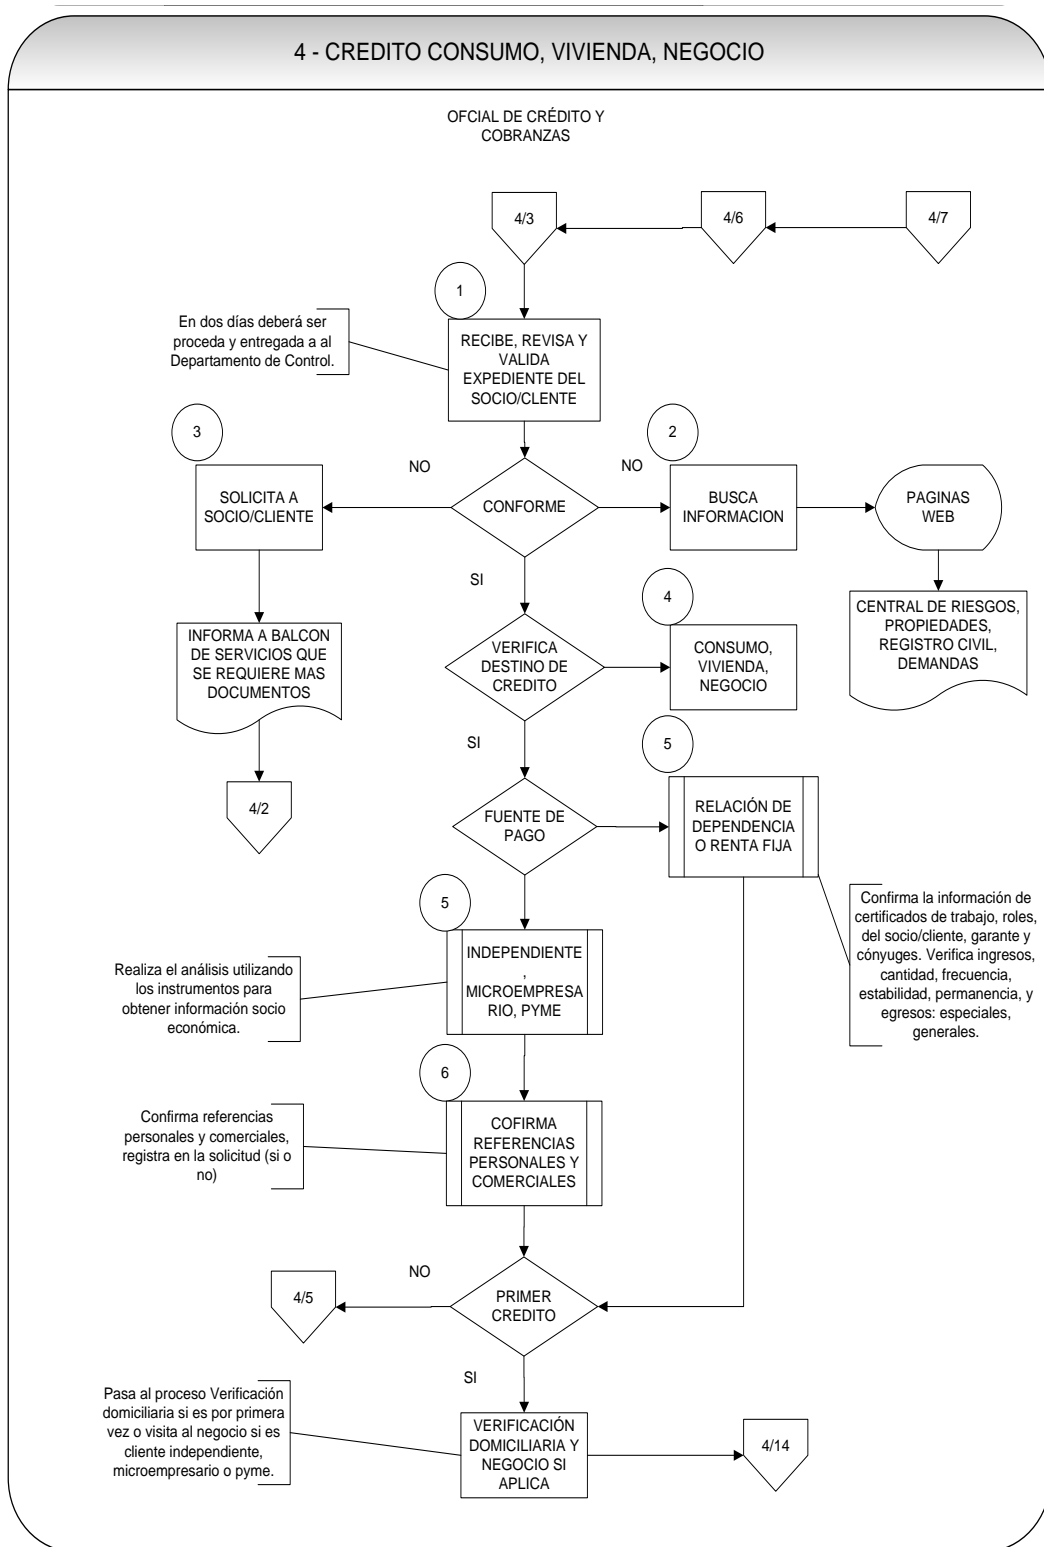 4 - CREDITO CONSUMO, VIVIENDA, NEGOCIO
OFCIAL DE CRÉDITO Y
COBRANZAS
4/3
4/6
4/7
1
En dos días deberá ser
proceda y entregada a al
Departamento de Control.
RECIBE, REVISA Y
VALIDA
EXPEDIENTE DEL
SOCIO/CLENTE
3
2
NO
NO
SOLICITA A
SOCIO/CLIENTE
CONFORME
BUSCA
INFORMACION
PAGINAS
WEB
SI
4
INFORMA A BALCON
DE SERVICIOS QUE
SE REQUIERE MAS
DOCUMENTOS
VERIFICA
DESTINO DE
CREDITO
CONSUMO,
VIVIENDA,
NEGOCIO
CENTRAL DE RIESGOS,
PROPIEDADES,
REGISTRO CIVIL,
DEMANDAS
SI
5
4/2
FUENTE DE
PAGO
RELACIÓN DE
DEPENDENCIA
O RENTA FIJA
5
Confirma la información de
certificados de trabajo, roles,
del socio/cliente, garante y
cónyuges. Verifica ingresos,
cantidad, frecuencia,
estabilidad, permanencia, y
egresos: especiales,
generales.
Realiza el análisis utilizando
los instrumentos para
obtener información socio
económica.
INDEPENDIENTE
,
MICROEMPRESA
RIO, PYME
6
Confirma referencias
personales y comerciales,
registra en la solicitud (si o
no)
COFIRMA
REFERENCIAS
PERSONALES Y
COMERCIALES
NO
4/5
PRIMER
CREDITO
SI
Pasa al proceso Verificación
domiciliaria si es por primera
vez o visita al negocio si es
cliente independiente,
microempresario o pyme.
VERIFICACIÓN
DOMICILIARIA Y
NEGOCIO SI
APLICA
4/14